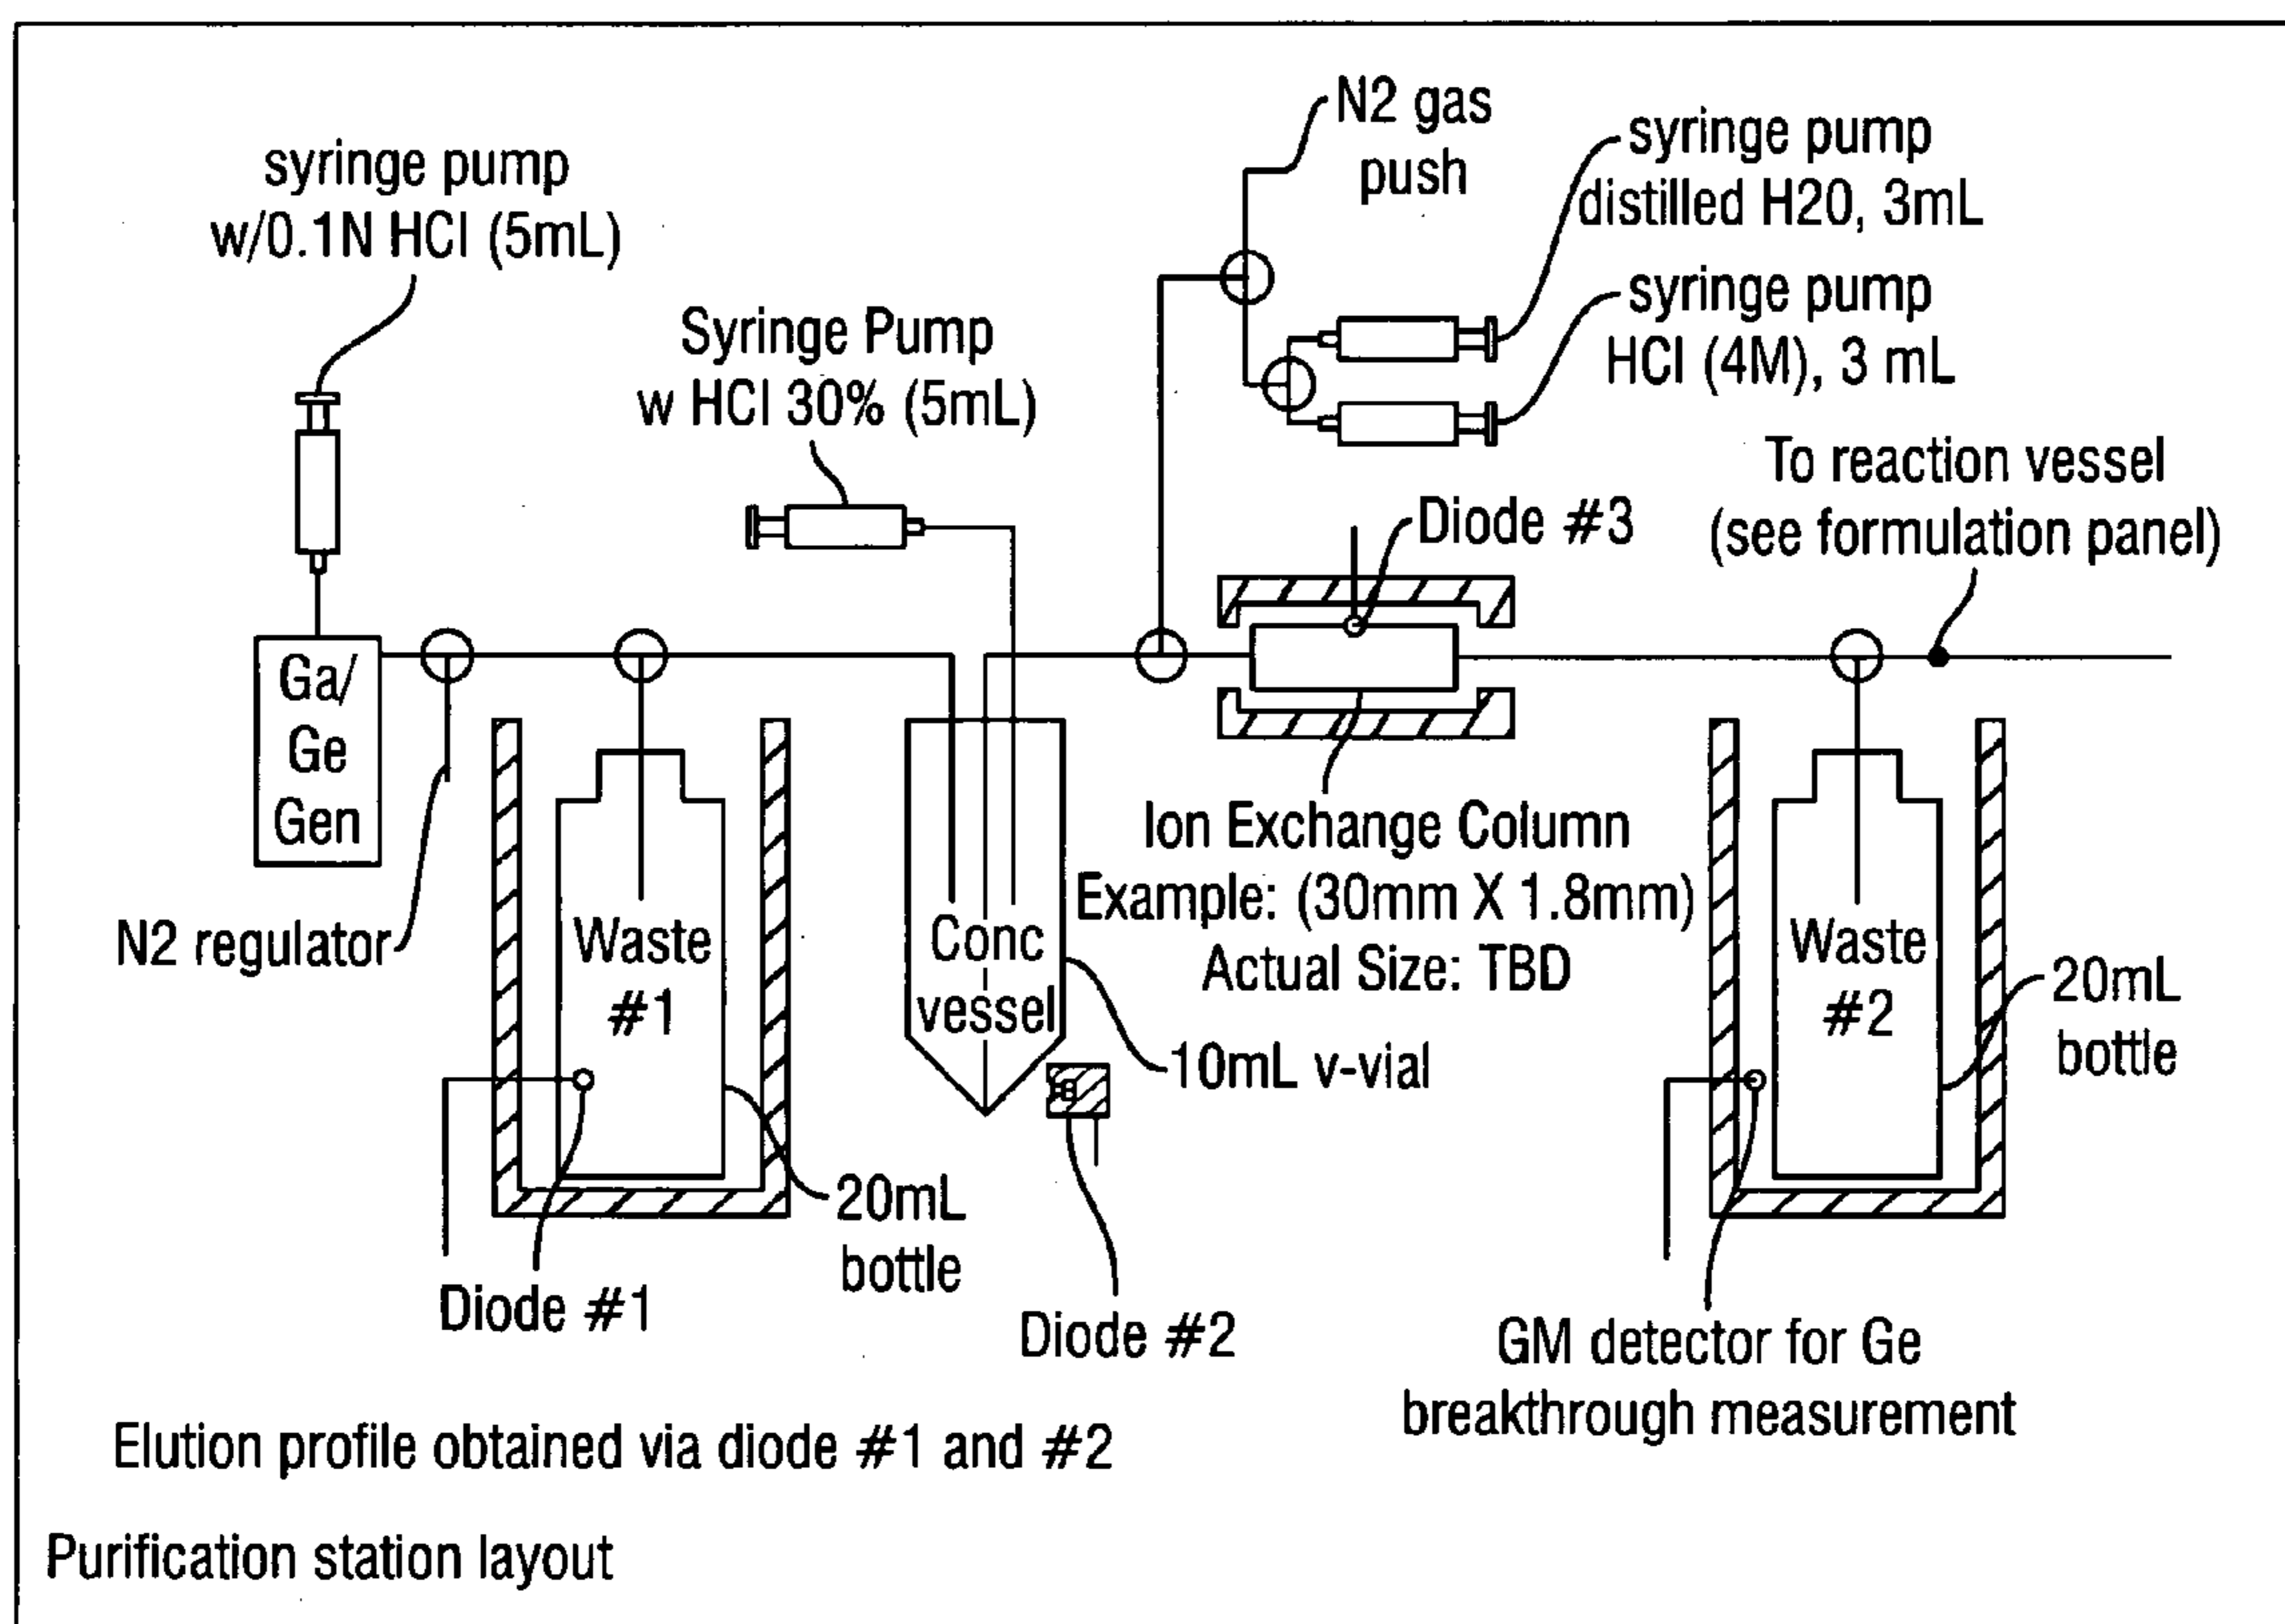 N2 gas
push
syringe pump
distilled H20, 3mL
syringe pump
w/0.1N HCl (5mL)
syringe pump
HCl (4M), 3 mL
Syringe Pump
w HCl 30% (5mL)
To reaction vessel
(see formulation panel)
Diode #3
Ga/
Ge
Gen
Ion Exchange Column
Example: (30mm X 1.8mm)
Actual Size: TBD
N2 regulator
Waste
#1
Conc
vessel
Waste
#2
20mL
bottle
10mL v-vial
20mL
bottle
Diode #1
Diode #2
GM detector for Ge
breakthrough measurement
Elution profile obtained via diode #1 and #2
Purification station layout